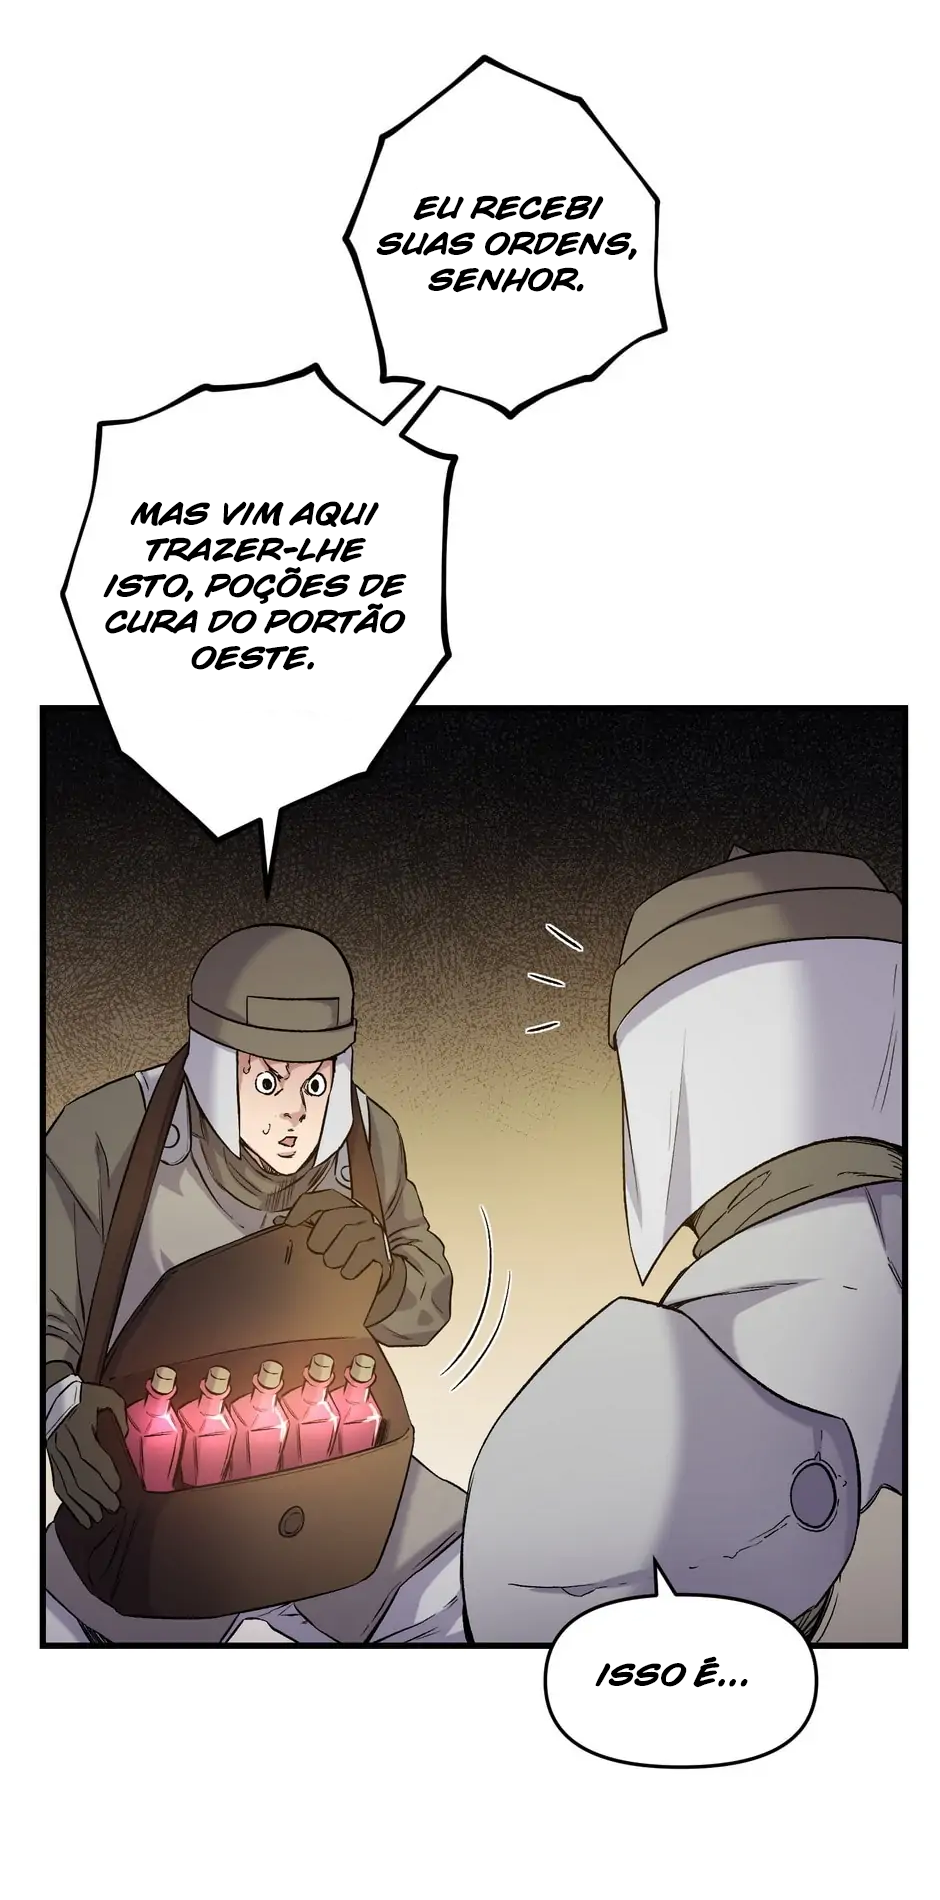 EU RECEBI
SUAS ORDENS,
SENHOR.
MAS VIM AQUI
TRAZER-LHE
ISTO, POÇÕES DE
CURA DO PORTÃO
OESTE.
ISSO É...